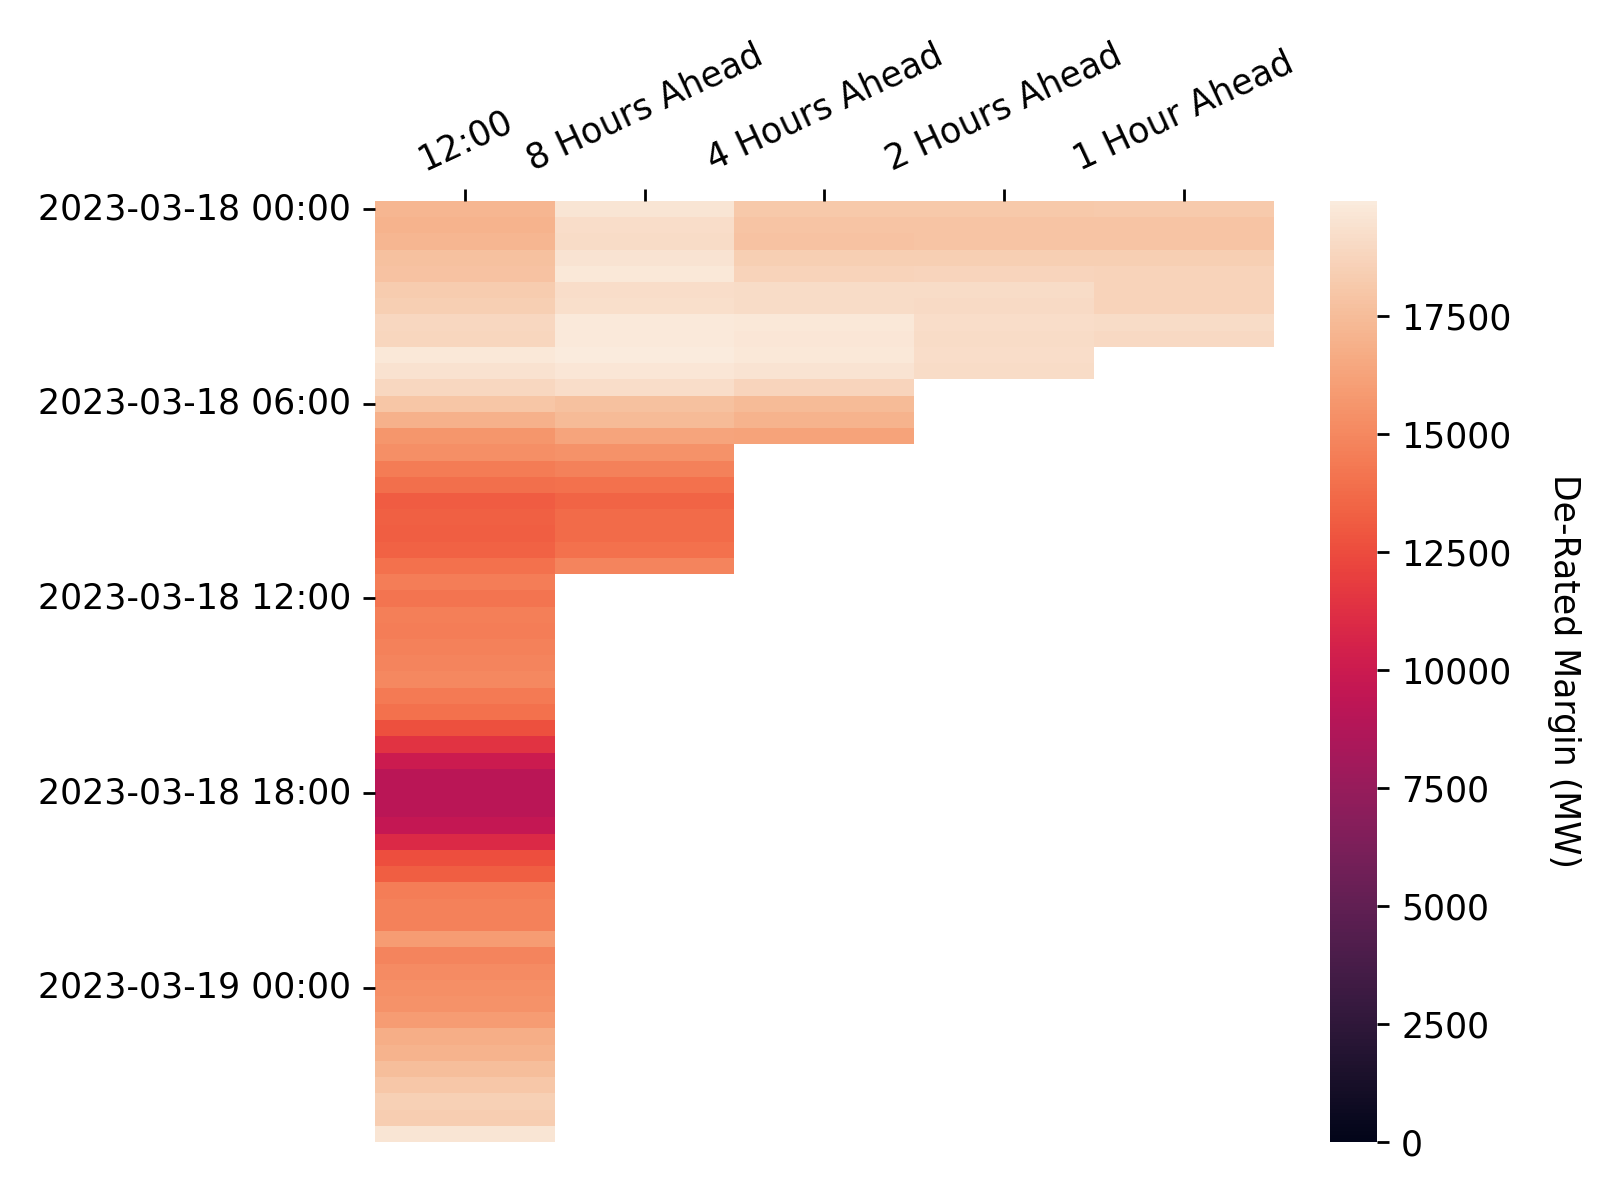 12:00
8 Hours Ahead
4 Hours Ahead
2 Hours Ahead
1 Hour Ahead
2023-03-18 00:00
2023-03-18 06:00
2023-03-18 12:00
2023-03-18 18:00
2023-03-19 00:00
17500
15000
12500
10000
7500
5000
2500
0
De-Rated Margin (MW)